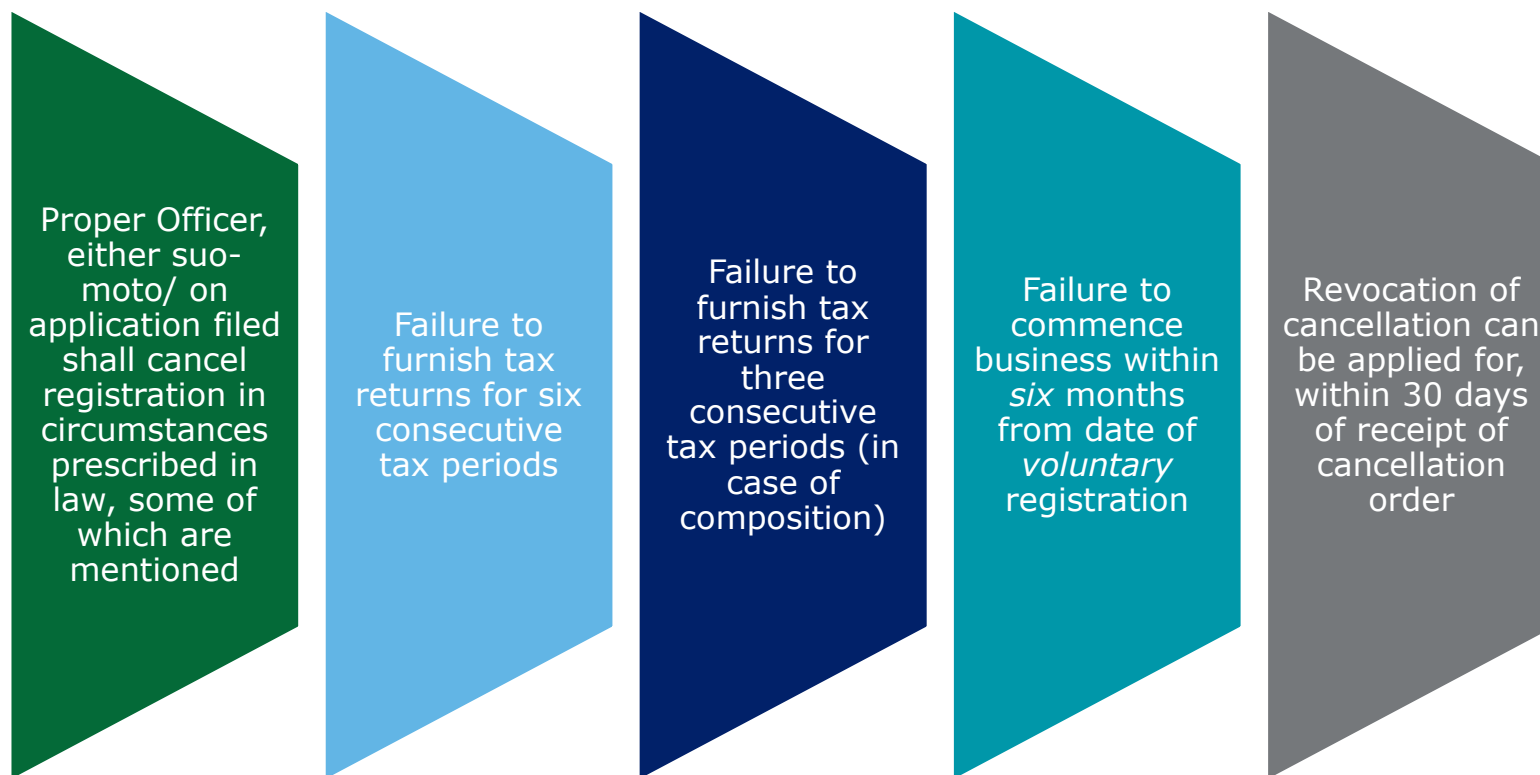 Proper Officer,
either suo-
moto/ on
application filed
shall cancel
registration in
circumstances
prescribed in
law, some of
which are
mentioned
Failure to
furnish tax
returns for six
consecutive
tax periods
Failure to
furnish tax
returns for
three
consecutive
tax periods (in
case of
composition)
Failure to
commence
business within
six months
from date of
voluntary
registration
Revocation of
cancellation can
be applied for,
within 30 days
of receipt of
cancellation
order